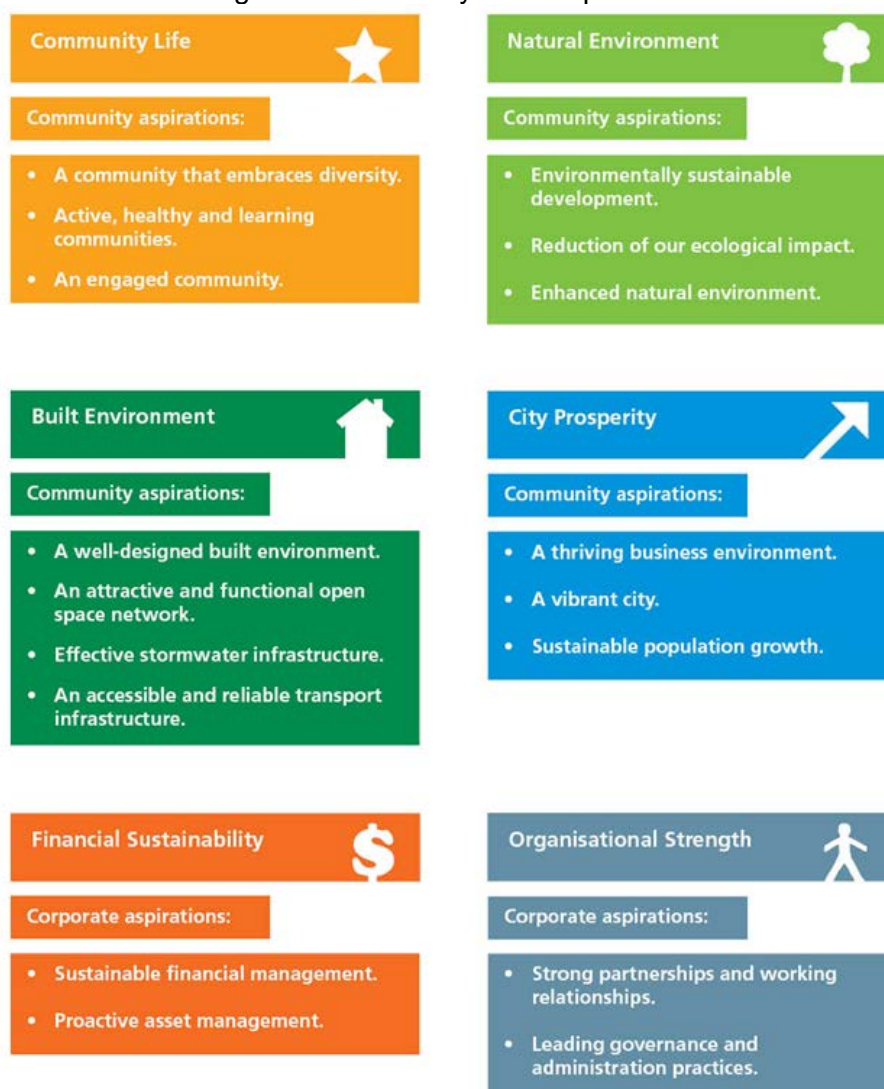 Community Life
Community aspirations:
• A community that embraces diversity.
• Active, healthy and learning
communities.
• An engaged community.
Natural Environment
Community aspirations:
• Environmentally sustainable
development.
• Reduction of our ecological impact.
• Enhanced natural environment.
Built Environment
Community aspirations:
• A well-designed built environment.
• An attractive and functional open
space network.
• Effective stormwater infrastructure.
• An accessible and reliable transport
infrastructure.
City Prosperity
Community aspirations:
• A thriving business environment.
• A vibrant city.
• Sustainable population growth.
Financial Sustainability
$
Corporate aspirations:
• Sustainable financial management.
• Proactive asset management.
Organisational Strength
Corporate aspirations:
• Strong partnerships and working
relationships.
• Leading governance and
administration practices.